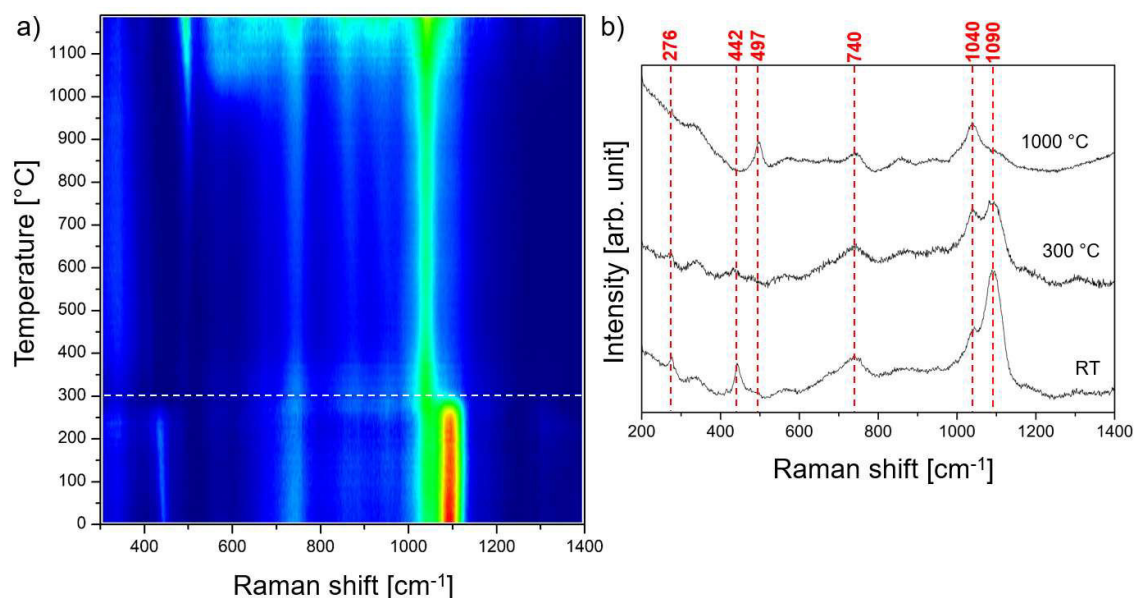 a)
1100
1000
900
800
700
600
500
400
300
200
100
0
Temperature [°C]
400 600 800 1000 1200 1400
Raman shift [cm⁻¹]
b)
276 442 497 740 1040 1090
1000 °C
300 °C
RT
Intensity [arb. unit]
200 400 600 800 1000 1200 1400
Raman shift [cm⁻¹]